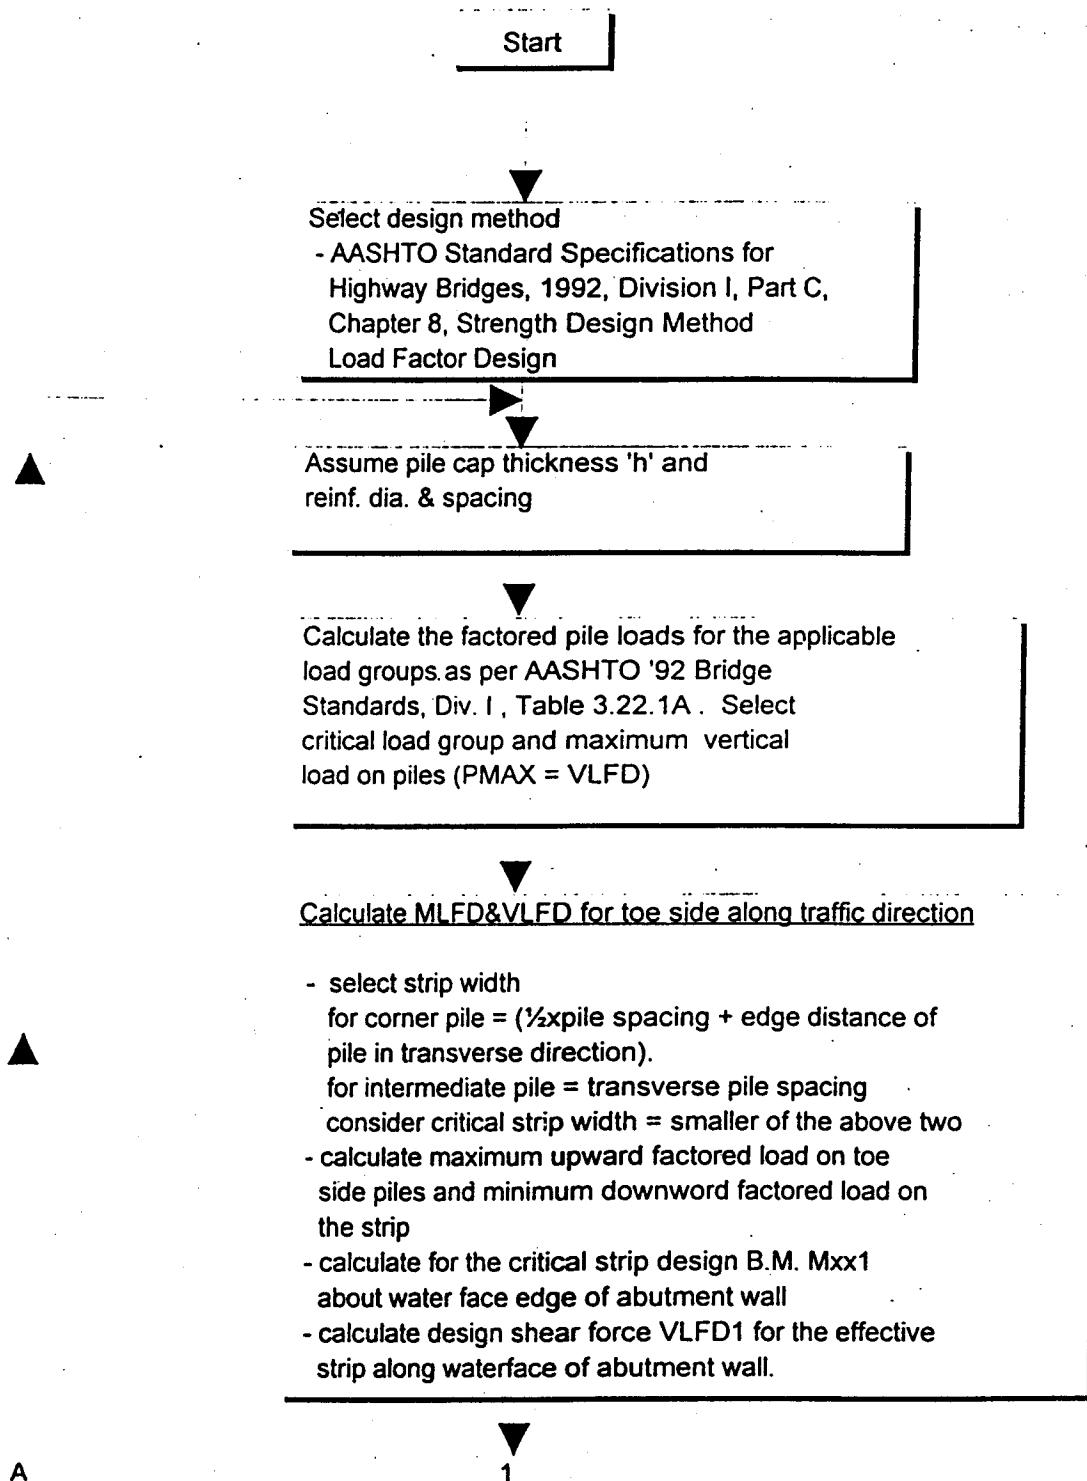 Start
Select design method
- AASHTO Standard Specifications for
Highway Bridges, 1992, Division I, Part C,
Chapter 8, Strength Design Method
Load Factor Design
Assume pile cap thickness 'h' and
reinf. dia. & spacing
Calculate the factored pile loads for the applicable
load groups.as per AASHTO '92 Bridge
Standards, Div. I , Table 3.22.1A . Select
critical load group and maximum vertical
load on piles (PMAX = VLFD)
Calculate MLFD&VLFD for toe side along traffic direction
- select strip width
for corner pile = (½xpile spacing + edge distance of
pile in transverse direction).
for intermediate pile = transverse pile spacing
consider critical strip width = smaller of the above two
- calculate maximum upward factored load on toe
side piles and minimum downword factored load on
the strip
- calculate for the critical strip design B.M. Mxx1
about water face edge of abutment wall
- calculate design shear force VLFD1 for the effective
strip along waterface of abutment wall.
A 1